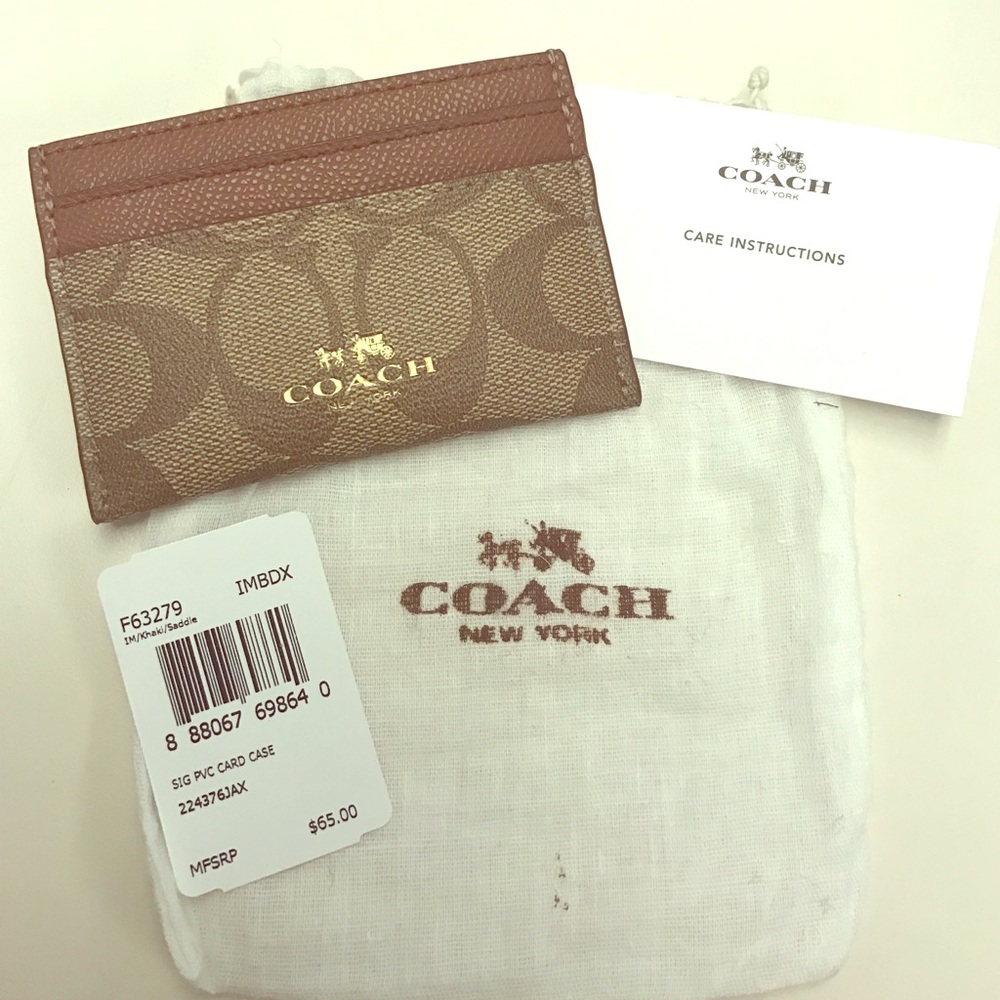 COACH
NEW YORK
COACH
NEW YORK
CARE INSTRUCTIONS
COACH
NEW YORK
F63279 IMBDX
IM/Khaki/Saddle
8 88067 69864 0
SIG PVC CARD CASE
224376JAX
$65.00
MFSRP